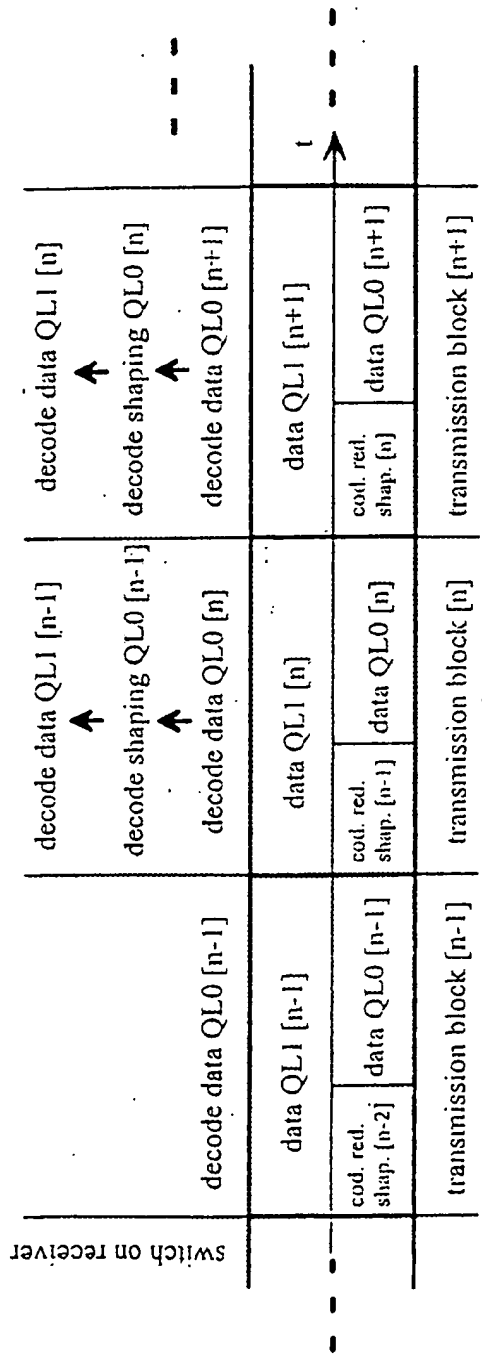 switch on receiver
decode data QL0 [n-1]
data QL1 [n-1]
cod. red.
shap. [n-2]
data QL0 [n-1]
transmission block [n-1]
decode data QL1 [n-1]
decode shaping QL0 [n-1]
decode data QL0 [n]
data QL1 [n]
cod. red.
shap. [n-1]
data QL0 [n]
transmission block [n]
decode data QL1 [n]
decode shaping QL0 [n]
decode data QL0 [n+1]
data QL1 [n+1]
cod. red.
shap. [n]
data QL0 [n+1]
transmission block [n+1]
t